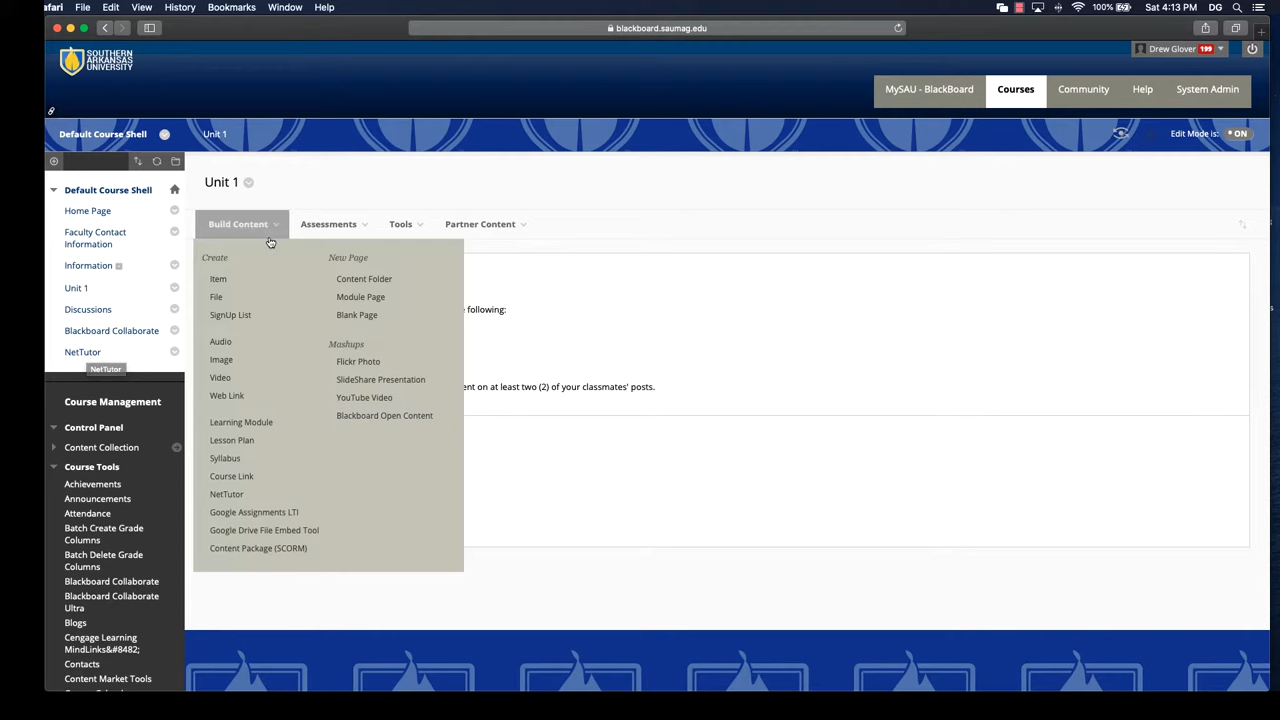 afari File Edit View History Bookmarks Window Help
100% Sat 4:13 PM DG
blackboard.saumag.edu
SOUTHERN
ARKANSAS
UNIVERSITY
Drew Glover 199
MySAU - BlackBoard Courses Community Help System Admin
Default Course Shell Unit 1 Edit Mode is: ON
Unit 1
Default Course Shell
Home Page
Faculty Contact
Information
Information
Unit 1
Discussions
Blackboard Collaborate
NetTutor
NetTutor
Course Management
Control Panel
Content Collection
Course Tools
Achievements
Announcements
Attendance
Batch Create Grade
Columns
Batch Delete Grade
Columns
Blackboard Collaborate
Blackboard Collaborate
Ultra
Blogs
Cengage Learning
MindLinks&#8482;
Contacts
Content Market Tools
Build Content Assessments Tools Partner Content
Create
Item
File
SignUp List
Audio
Image
Video
Web Link
Learning Module
Lesson Plan
Syllabus
Course Link
NetTutor
Google Assignments LTI
Google Drive File Embed Tool
Content Package (SCORM)
New Page
Content Folder
Module Page
Blank Page
Mashups
Flickr Photo
SlideShare Presentation
YouTube Video
Blackboard Open Content
e following:
ent on at least two (2) of your classmates' posts.